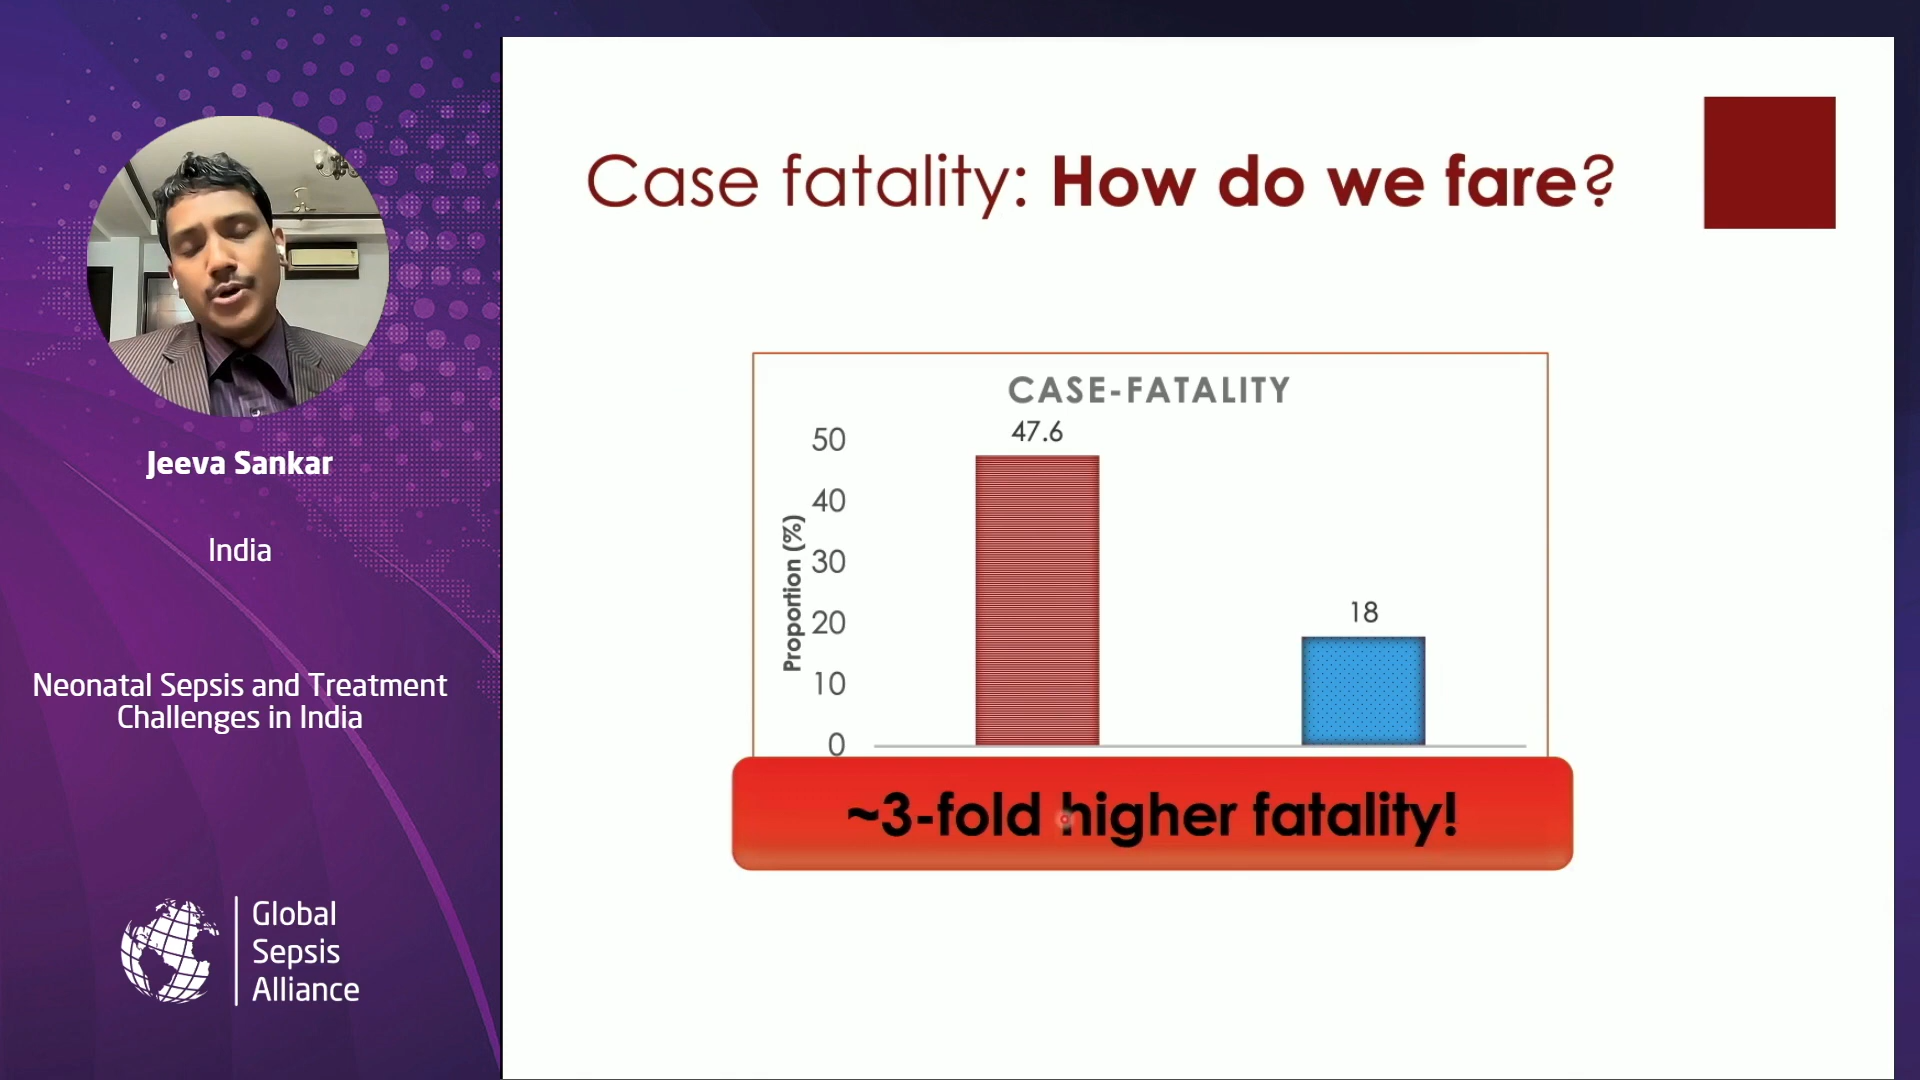 Jeeva Sankar
India
Neonatal Sepsis and Treatment
Challenges in India
Global
Sepsis
Alliance
Case fatality: How do we fare?
CASE-FATALITY
Proportion (%)
50
40
30
20
10
0
47.6
18
~3-fold higher fatality!